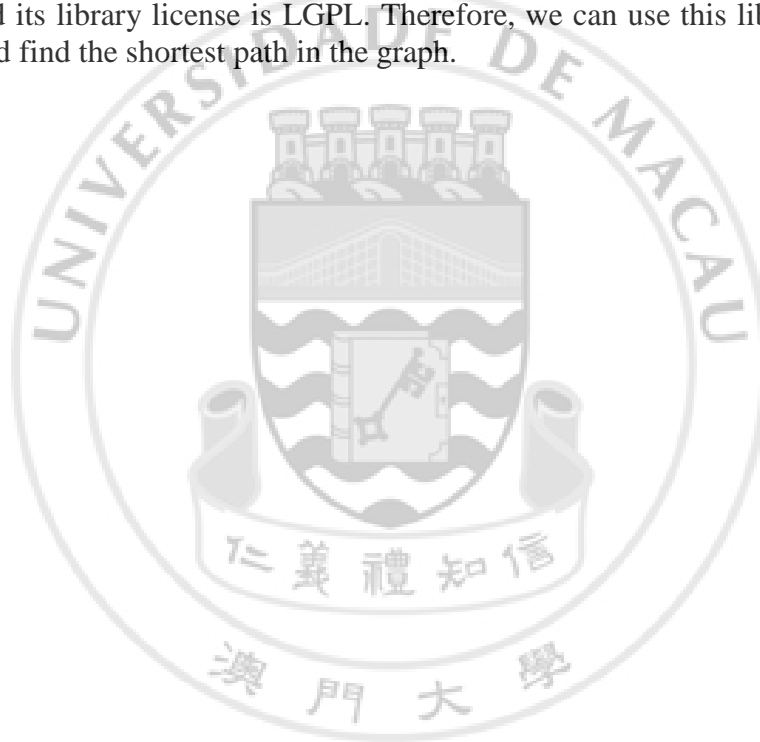 its library license is LGPL. Therefore, we can use this
find the shortest path in the graph.
UNIVERSIDADE DE MACAU
仁義禮知信
澳門大學